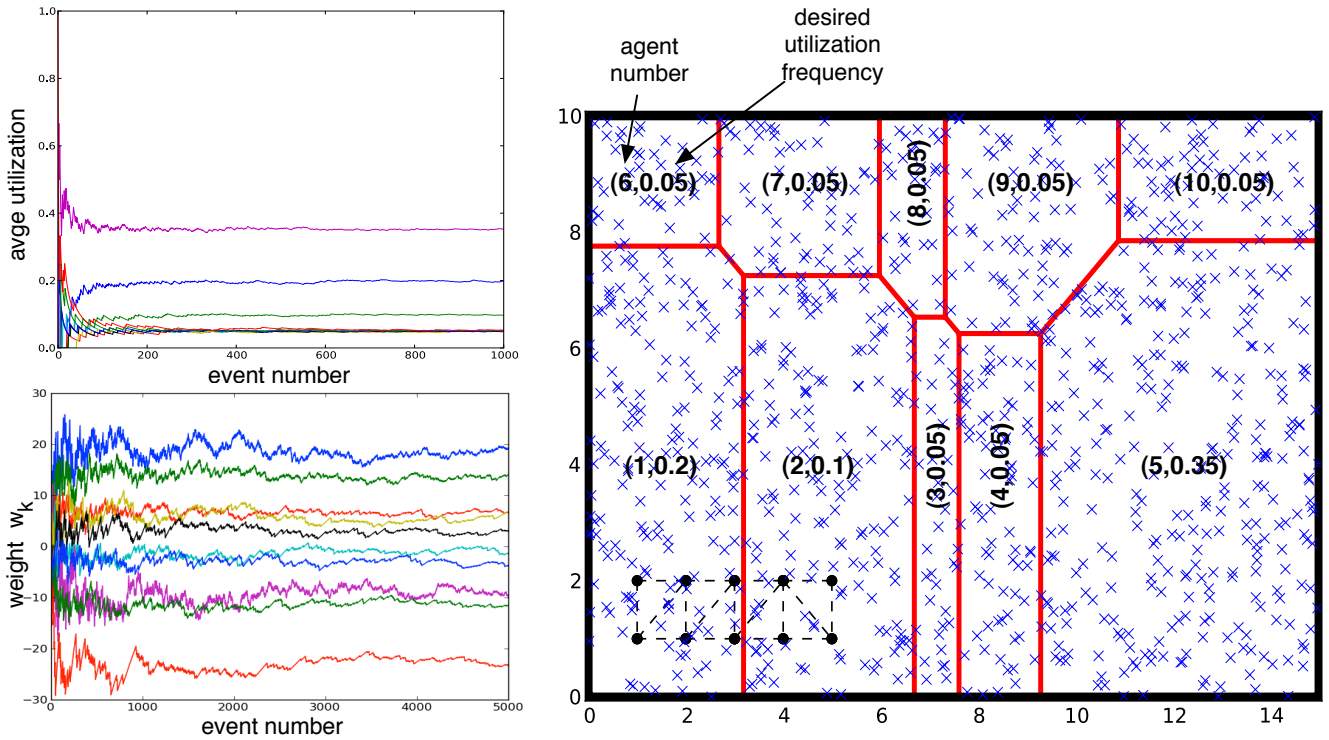 1.0
0.8
0.6
0.4
0.2
0.0
avge utilization
0 200 400 600 800 1000
event number
30
20
10
0
−10
−20
−30
weight wk
0 1000 2000 3000 4000 5000
event number
agent
number
desired
utilization
frequency
10
8
6
4
2
0
(6,0.05)
(7,0.05)
(8,0.05)
(9,0.05)
(10,0.05)
(1,0.2)
(2,0.1)
(3,0.05)
(4,0.05)
(5,0.35)
0 2 4 6 8 10 12 14